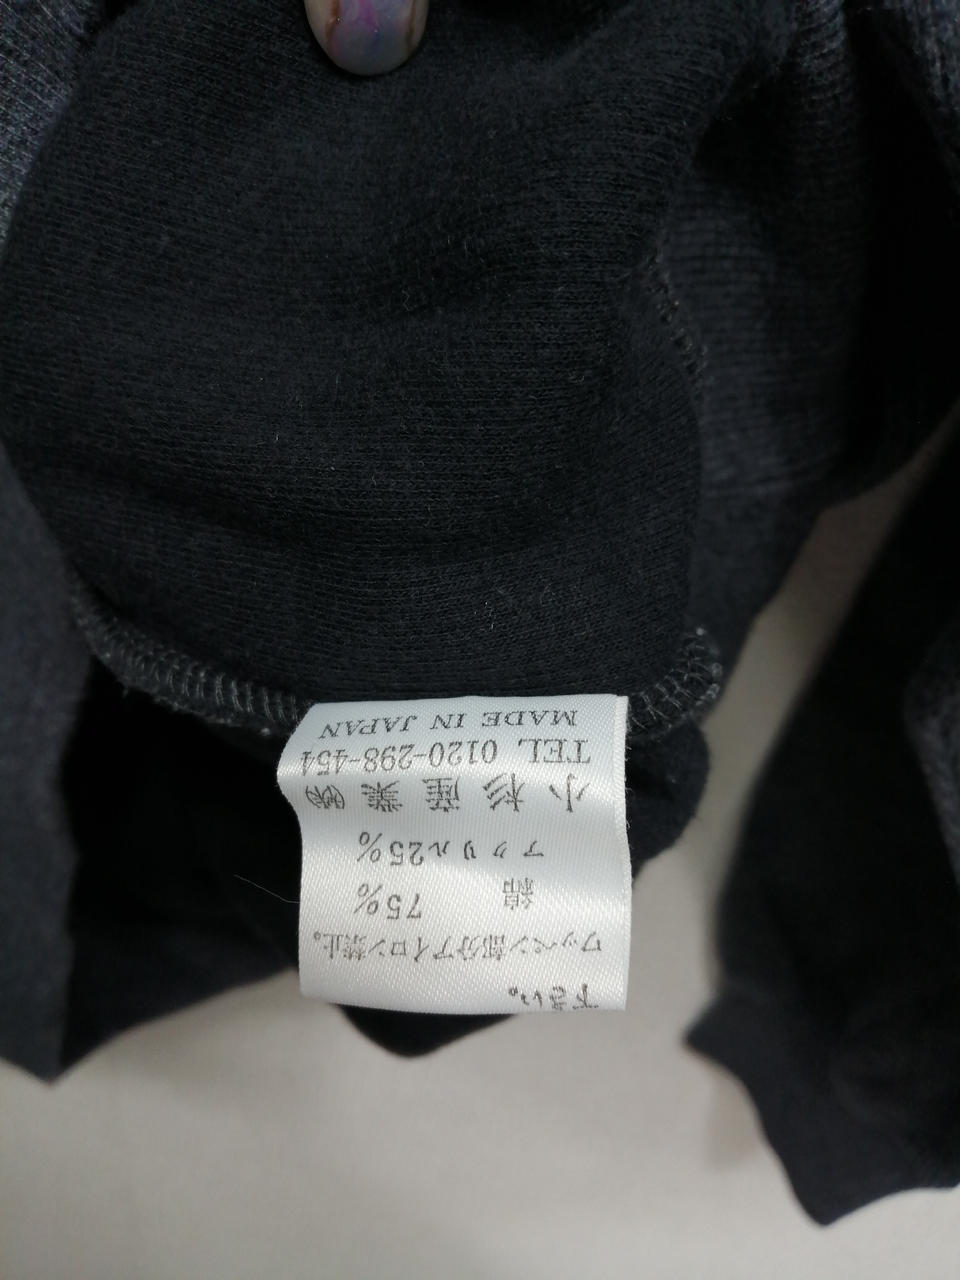 下さい。
ワッペン部分アイロン禁止。
綿 75%
アクリル25%
小杉産業㈱
TEL 0120-298-454
MADE IN JAPAN